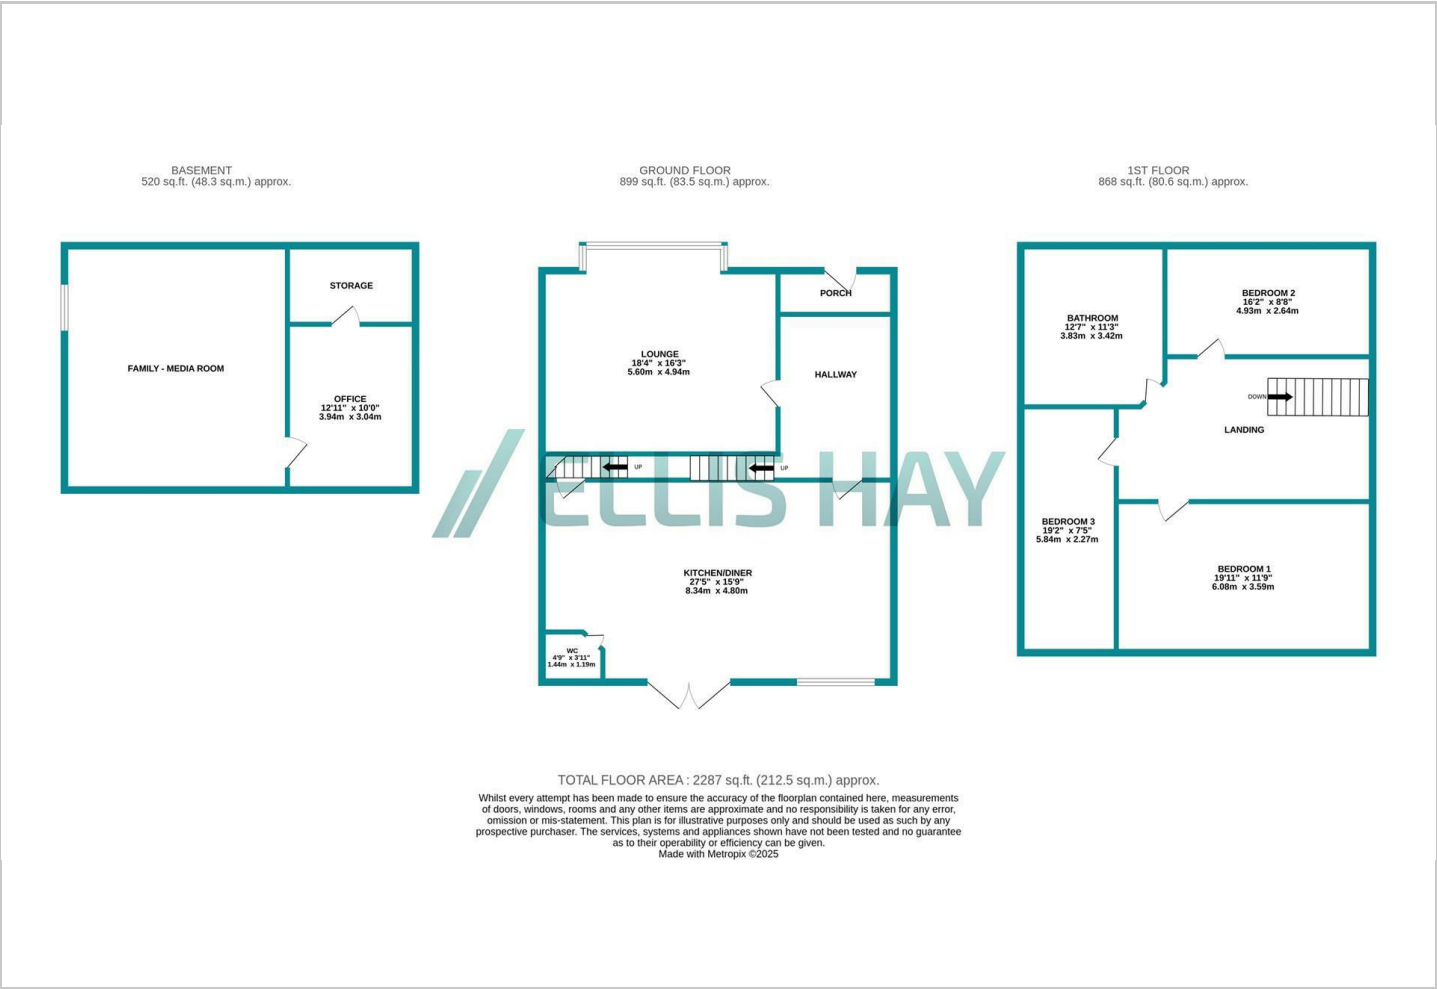 BASEMENT
520 sq.ft. (48.3 sq.m.) approx.
STORAGE
FAMILY - MEDIA ROOM
OFFICE
12'11" x 10'0"
3.94m x 3.04m
GROUND FLOOR
899 sq.ft. (83.5 sq.m.) approx.
PORCH
LOUNGE
18'4" x 16'3"
5.60m x 4.94m
HALLWAY
UP
UP
ELLIS HAY
KITCHEN/DINER
27'5" x 15'9"
8.34m x 4.80m
WC
4'9" x 3'11"
1.44m x 1.19m
1ST FLOOR
868 sq.ft. (80.6 sq.m.) approx.
BEDROOM 2
16'2" x 8'8"
4.93m x 2.64m
BATHROOM
12'7" x 11'3"
3.83m x 3.42m
DOWN
LANDING
BEDROOM 3
19'2" x 7'5"
5.84m x 2.27m
BEDROOM 1
19'11" x 11'9"
6.08m x 3.59m
TOTAL FLOOR AREA : 2287 sq.ft. (212.5 sq.m.) approx.
Whilst every attempt has been made to ensure the accuracy of the floorplan contained here, measurements
of doors, windows, rooms and any other items are approximate and no responsibility is taken for any error,
omission or mis-statement. This plan is for illustrative purposes only and should be used as such by any
prospective purchaser. The services, systems and appliances shown have not been tested and no guarantee
as to their operability or efficiency can be given.
Made with Metropix ©2025